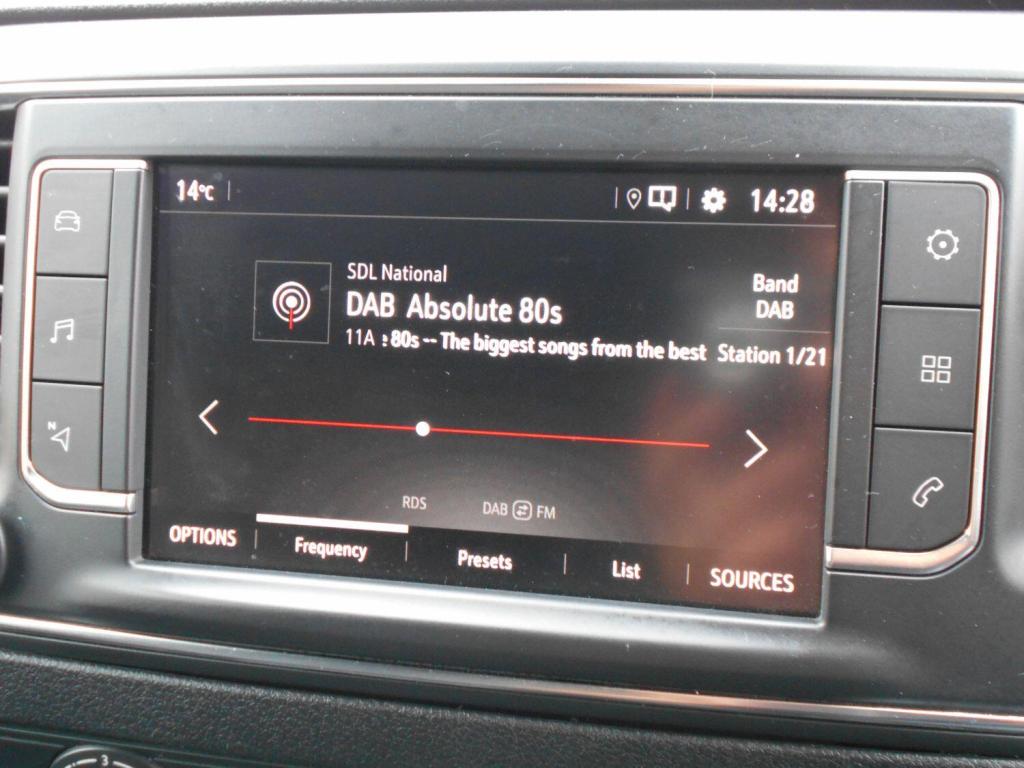 14°C 14:28
SDL National
DAB Absolute 80s
Band
DAB
11A : 80s -- The biggest songs from the best
Station 1/21
N
RDS
DAB FM
OPTIONS Frequency Presets List SOURCES
3